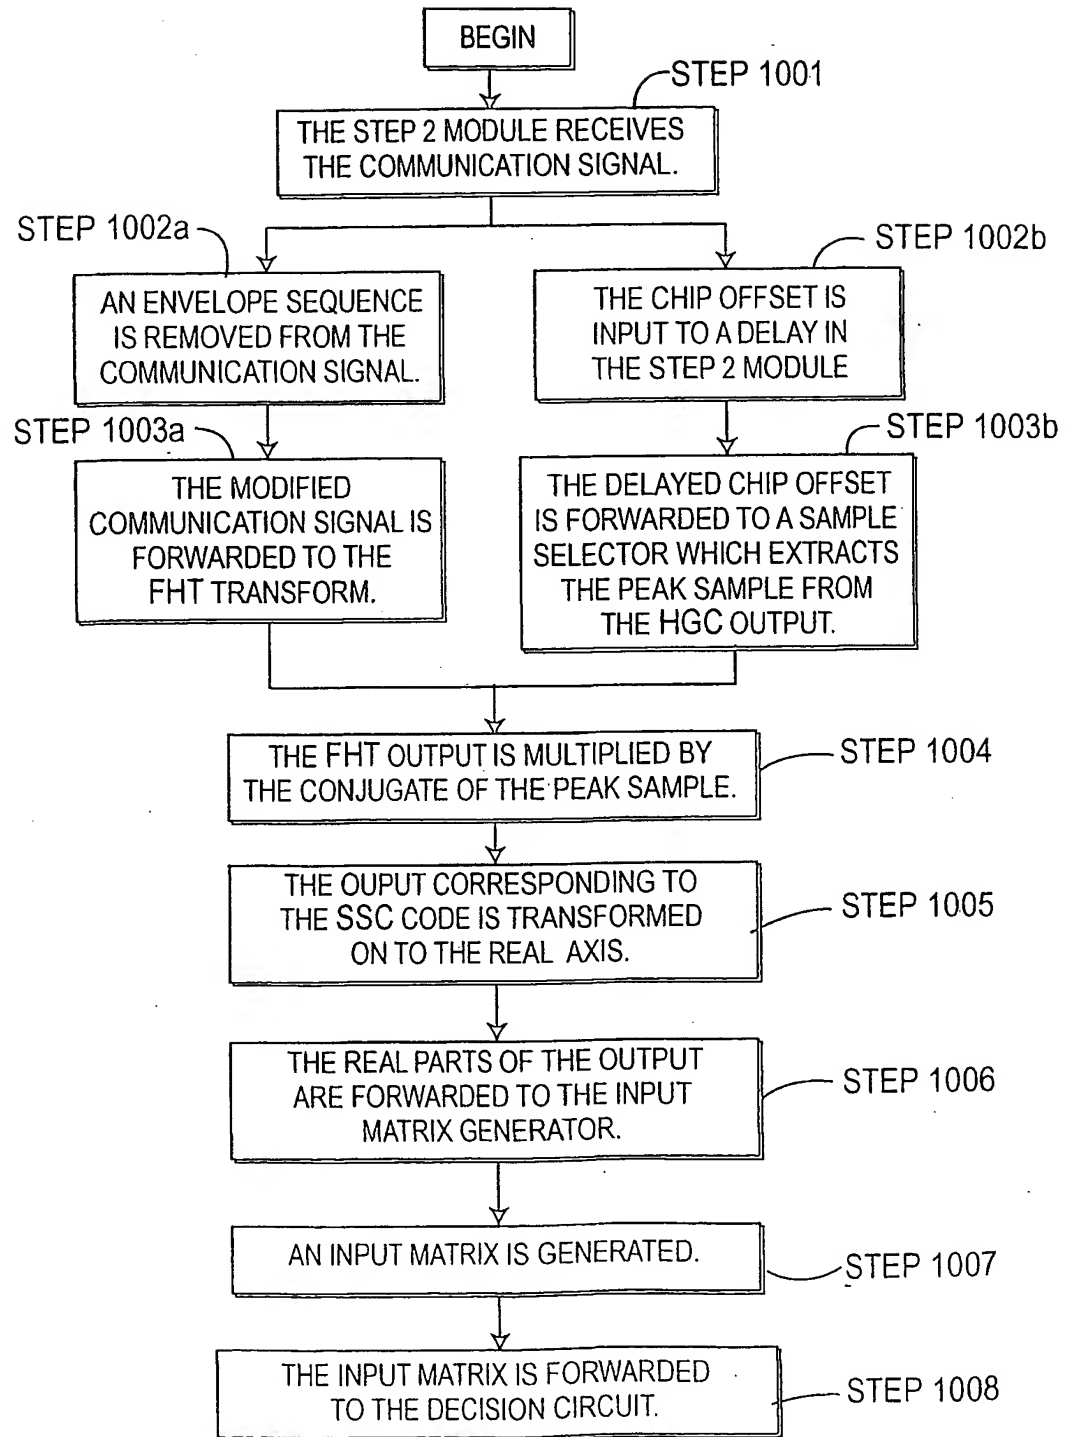 BEGIN
STEP 1001
THE STEP 2 MODULE RECEIVES
THE COMMUNICATION SIGNAL.
STEP 1002a
AN ENVELOPE SEQUENCE
IS REMOVED FROM THE
COMMUNICATION SIGNAL.
STEP 1002b
THE CHIP OFFSET IS
INPUT TO A DELAY IN
THE STEP 2 MODULE
STEP 1003a
THE MODIFIED
COMMUNICATION SIGNAL IS
FORWARDED TO THE
FHT TRANSFORM.
STEP 1003b
THE DELAYED CHIP OFFSET
IS FORWARDED TO A SAMPLE
SELECTOR WHICH EXTRACTS
THE PEAK SAMPLE FROM
THE HGC OUTPUT.
THE FHT OUTPUT IS MULTIPLIED BY
THE CONJUGATE OF THE PEAK SAMPLE.
STEP 1004
THE OUPUT CORRESPONDING TO
THE SSC CODE IS TRANSFORMED
ON TO THE REAL AXIS.
STEP 1005
THE REAL PARTS OF THE OUTPUT
ARE FORWARDED TO THE INPUT
MATRIX GENERATOR.
STEP 1006
AN INPUT MATRIX IS GENERATED.
STEP 1007
THE INPUT MATRIX IS FORWARDED
TO THE DECISION CIRCUIT.
STEP 1008